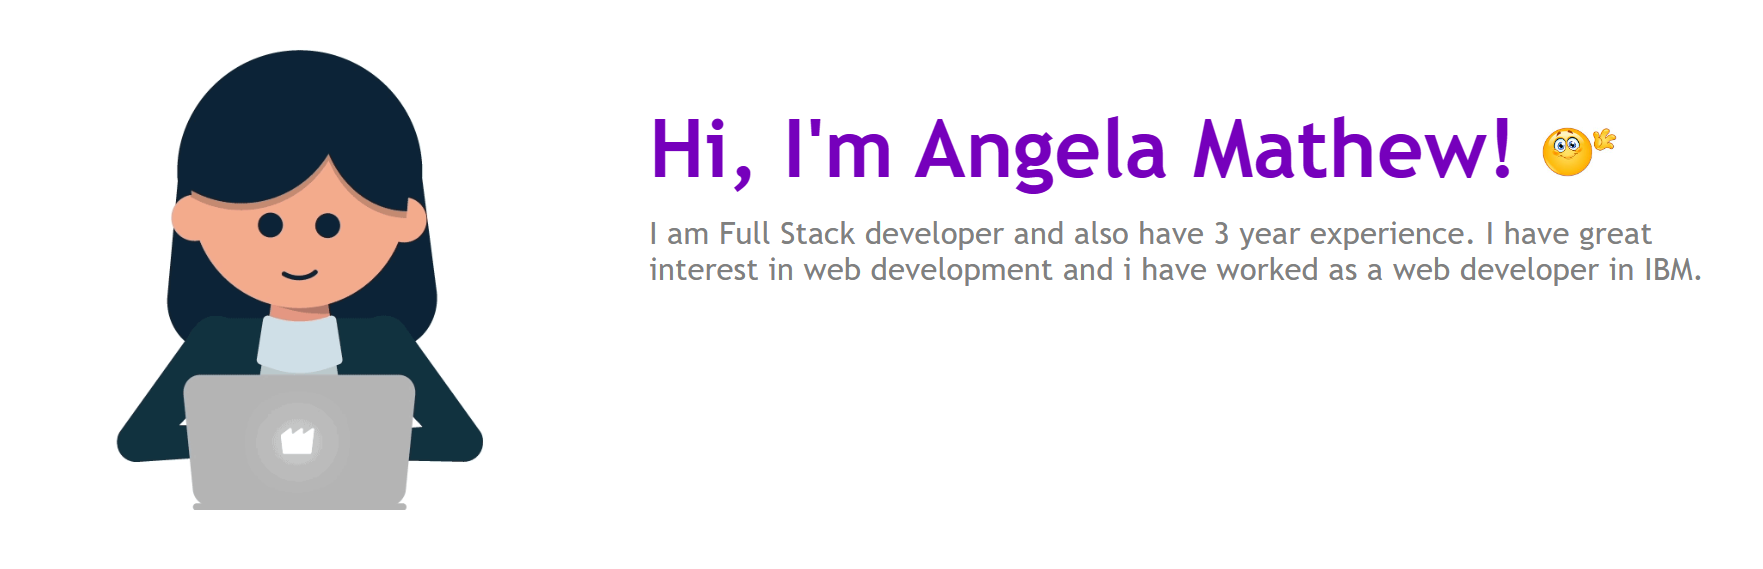 Hi, I'm Angela Mathew!
I am Full Stack developer and also have 3 year experience. I have great
interest in web development and i have worked as a web developer in IBM.